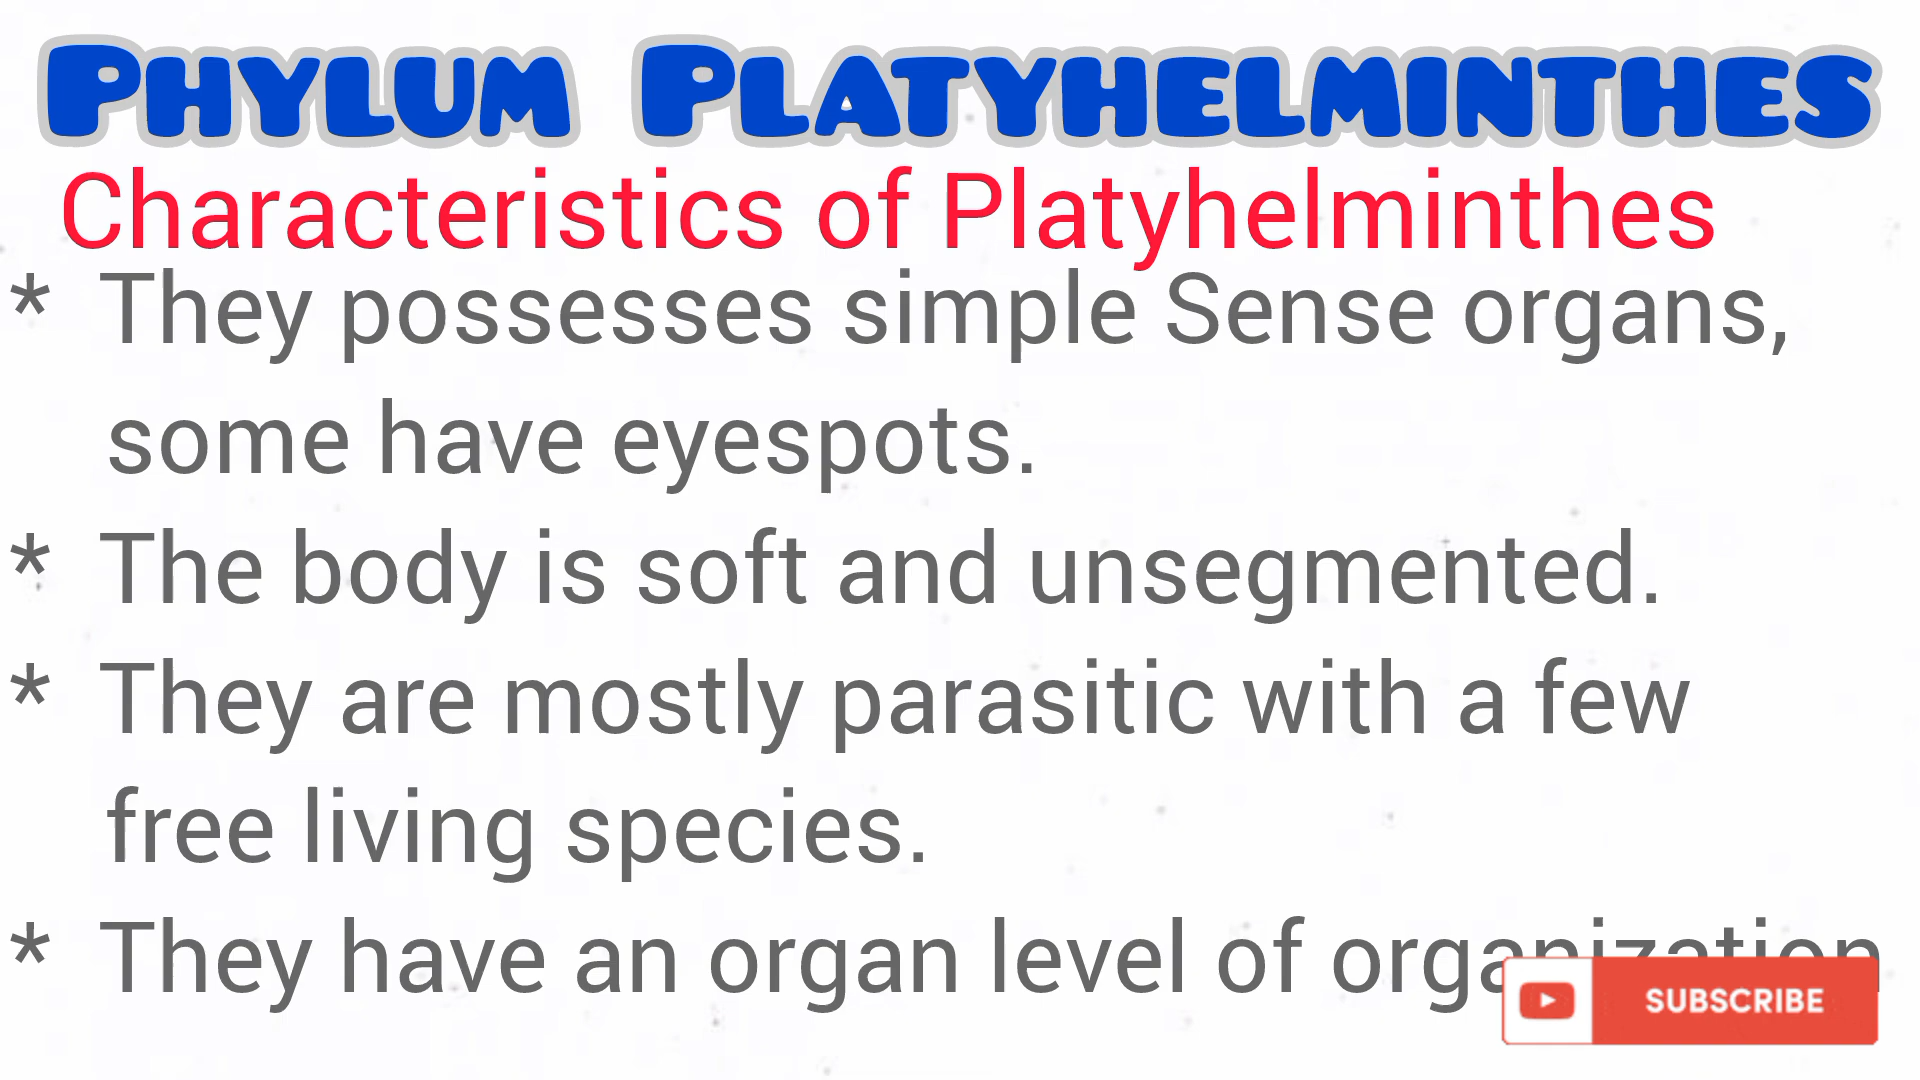 PHYLUM PLATYHELMINTHES
Characteristics of Platyhelminthes
* They possesses simple Sense organs,
some have eyespots.
* The body is soft and unsegmented.
* They are mostly parasitic with a few
free living species.
* They have an organ level of organization
SUBSCRIBE